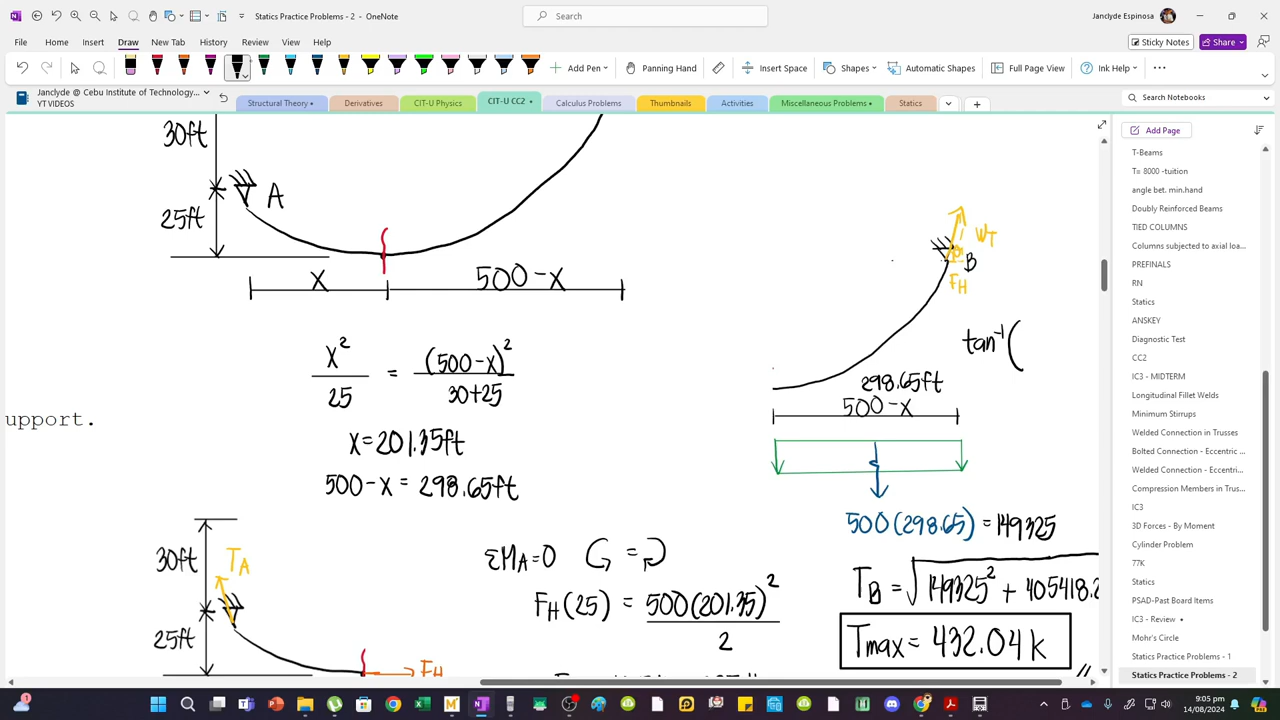 Statics Practice Problems - 2 - OneNote
Search
Janclyde Espinosa
File Home Insert Draw New Tab History Review View Help
Sticky Notes Share
Add Pen Panning Hand Insert Space Shapes Automatic Shapes Full Page View Ink Help
Janclyde @ Cebu Institute of Technology...
YT VIDEOS
Structural Theory Derivatives CIT-U Physics CIT-U CC2 Calculus Problems Thumbnails Activities Miscellaneous Problems Statics
Search Notebooks
Add Page
T-Beams
T= 8000 -tuition
angle bet. min.hand
Doubly Reinforced Beams
TIED COLUMNS
Columns subjected to axial loa...
PREFINALS
RN
Statics
ANSKEY
Diagnostic Test
CC2
IC3 - MIDTERM
Longitudinal Fillet Welds
Minimum Stirrups
Welded Connection in Trusses
Bolted Connection - Eccentric ...
Welded Connection - Eccentri...
Compression Members in Trus...
IC3
3D Forces - By Moment
Cylinder Problem
77K
Statics
PSAD-Past Board Items
IC3 - Review
Mohr's Circle
Statics Practice Problems - 1
Statics Practice Problems - 2
30ft
A
25ft
x
500-x
x²/25 = (500-x)²/30+25
upport.
x=201.35ft
500-x = 298.65ft
30ft
TA
25ft
FH
ΣMA=0 =
FH(25) = 500(201.35)²/2
WT
B
FH
tan⁻¹(
298.65ft
500-x
500(298.65) =149325
TB = √149325² + 405418.2
Tmax = 432.04 k
9:05 pm
14/08/2024